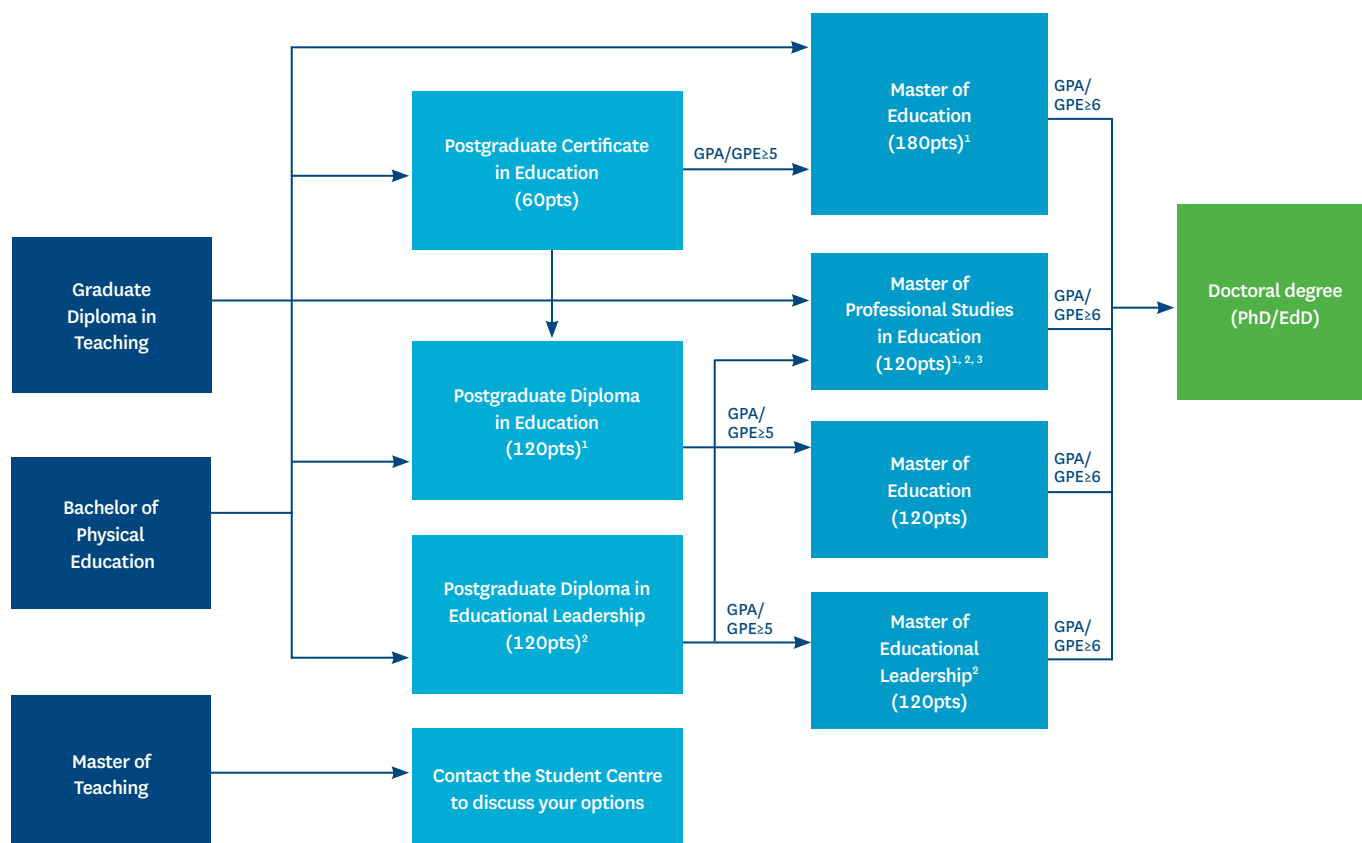 Graduate
Diploma in
Teaching
Bachelor of
Physical
Education
Master of
Teaching
Postgraduate Certificate
in Education
(60pts)
GPA/GPE≥5
Postgraduate Diploma
in Education
(120pts)¹
GPA/
GPE≥5
Postgraduate Diploma in
Educational Leadership
(120pts)²
GPA/
GPE≥5
Contact the Student Centre
to discuss your options
Master of
Education
(180pts)¹
GPA/
GPE≥6
Master of
Professional Studies
in Education
(120pts)¹, ², ³
GPA/
GPE≥6
Master of
Education
(120pts)
GPA/
GPE≥6
Master of
Educational
Leadership²
(120pts)
GPA/
GPE≥6
Doctoral degree
(PhD/EdD)